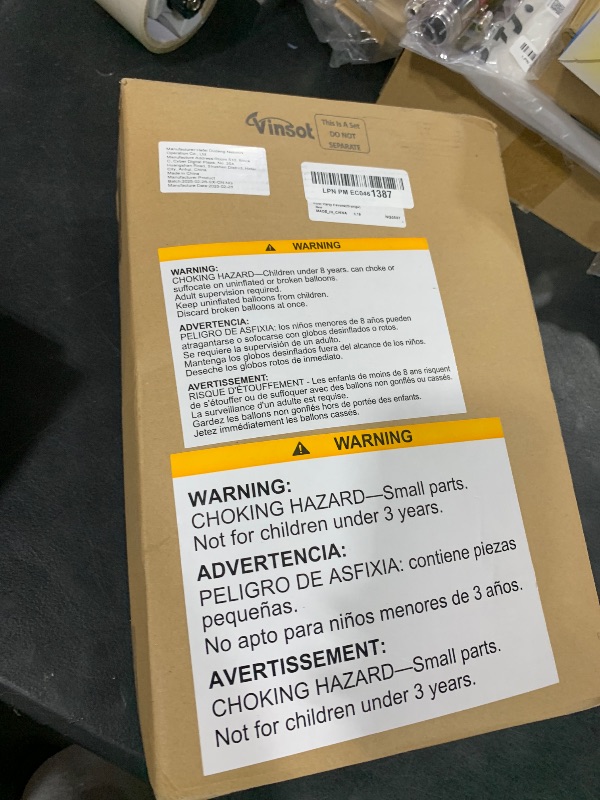 Vinsot
This Is A Set
DO NOT
SEPARATE
Made in China
LPN PM EC046 1387
MADE_IN_CHINA
WARNING
WARNING:
CHOKING HAZARD—Children under 8 years. can choke or
suffocate on uninflated or broken balloons.
Adult supervision required.
Keep uninflated balloons from children.
Discard broken balloons at once.
ADVERTENCIA:
PELIGRO DE ASFIXIA: los niños menores de 8 años pueden
atragantarse o sofocarse con globos desinflados o rotos.
Se requiere la supervisión de un adulto.
Mantenga los globos desinflados fuera del alcance de los niños.
Deseche los globos rotos de inmediato.
AVERTISSEMENT:
RISQUE D'ÉTOUFFEMENT - Les enfants de moins de 8 ans risquent
de s'étouffer ou de suffoquer avec des ballons non gonflés ou cassés.
La surveillance d'un adulte est requise.
Gardez les ballons non gonflés hors de portée des enfants.
Jetez immédiatement les ballons cassés.
WARNING
WARNING:
CHOKING HAZARD—Small parts.
Not for children under 3 years.
ADVERTENCIA:
PELIGRO DE ASFIXIA: contiene piezas
pequeñas.
No apto para niños menores de 3 años.
AVERTISSEMENT:
CHOKING HAZARD—Small parts.
Not for children under 3 years.